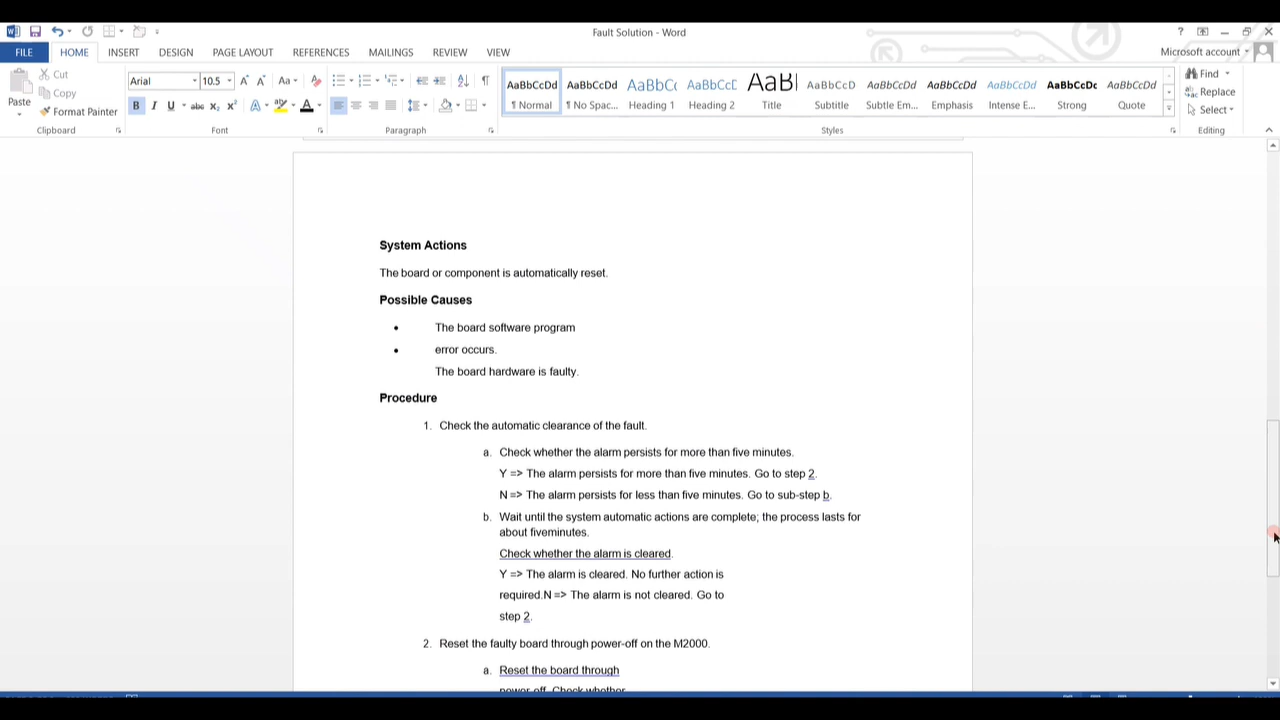 Fault Solution - Word
FILE HOME INSERT DESIGN PAGE LAYOUT REFERENCES MAILINGS REVIEW VIEW
Microsoft account
Paste
Cut
Copy
Format Painter
Clipboard
Arial 10.5
Font
Paragraph
AaBbCcDd AaBbCcDd AaBbC( AaBbCcD AaB AaBbCcD AaBbCcDd AaBbCcDd AaBbCcDd AaBbCcDc AaBbCcDd
¶ Normal ¶ No Spac... Heading 1 Heading 2 Title Subtitle Subtle Em... Emphasis Intense E... Strong Quote
Styles
Find
Replace
Select
Editing
System Actions
The board or component is automatically reset.
Possible Causes
• The board software program
• error occurs.
The board hardware is faulty.
Procedure
1. Check the automatic clearance of the fault.
a. Check whether the alarm persists for more than five minutes.
Y => The alarm persists for more than five minutes. Go to step 2.
N => The alarm persists for less than five minutes. Go to sub-step b.
b. Wait until the system automatic actions are complete; the process lasts for
about fiveminutes.
Check whether the alarm is cleared.
Y => The alarm is cleared. No further action is
required.N => The alarm is not cleared. Go to
step 2.
2. Reset the faulty board through power-off on the M2000.
a. Reset the board through
power-off. Check whether